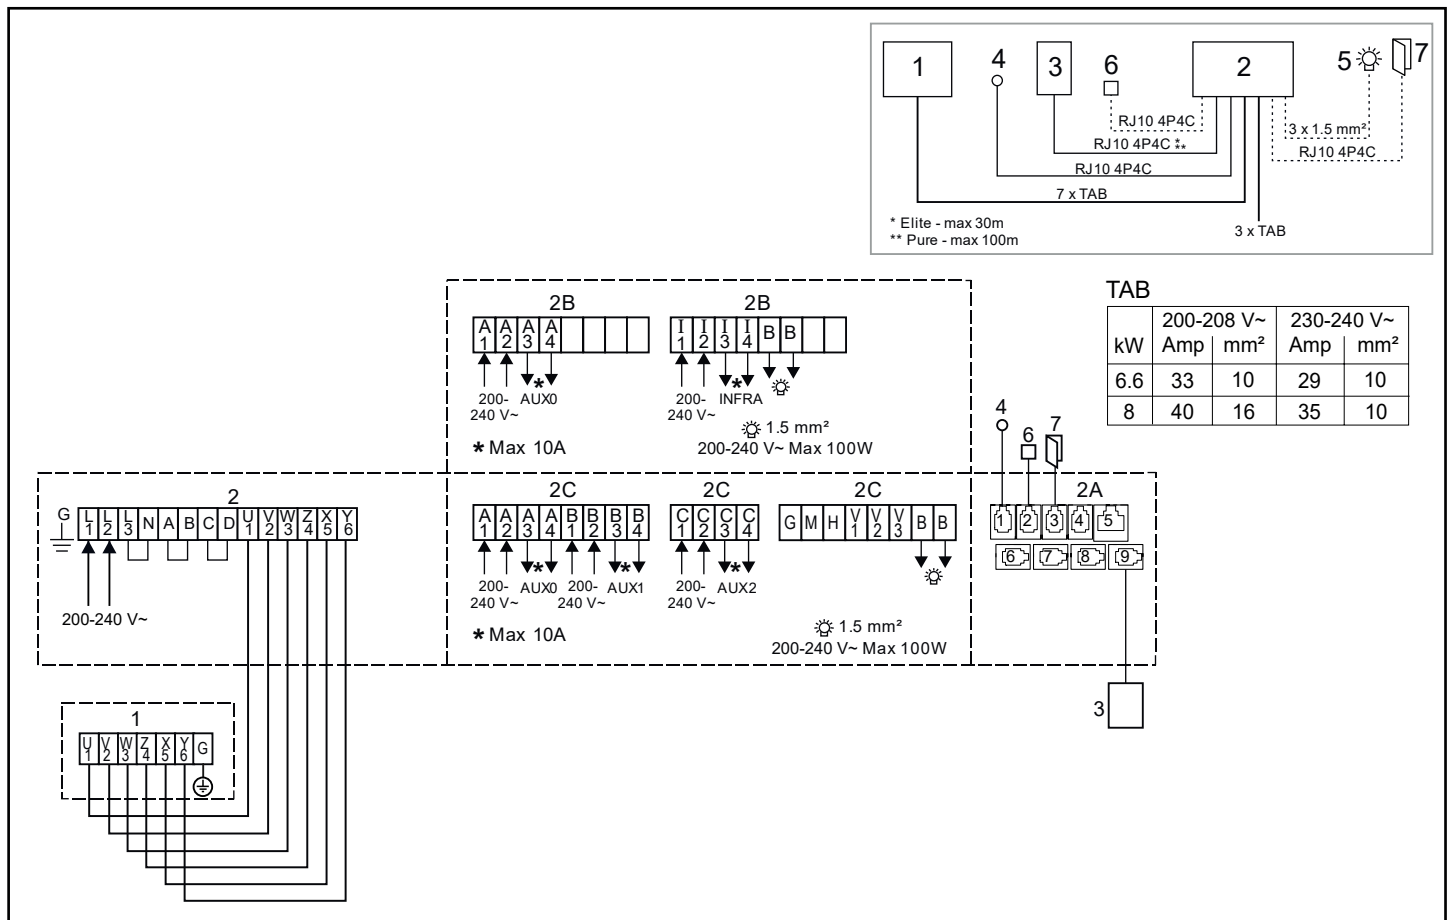 1
4
3
6
2
5
7
RJ10 4P4C
3 x 1.5 mm²
RJ10 4P4C * **
RJ10 4P4C
RJ10 4P4C
7 x TAB
* Elite - max 30m
** Pure - max 100m
3 x TAB
TAB
kW 200-208 V~ 230-240 V~
Amp mm² Amp mm²
6.6 33 10 29 10
8 40 16 35 10
2B
A1 A2 A3 A4
200-240 V~
* AUX0
* Max 10A
2B
I1 I2 I3 I4 B B
200-240 V~
* INFRA
1.5 mm²
200-240 V~ Max 100W
2
G
L1 L2 L3 N A B C D U1 V2 W3 Z4 X5 Y6
200-240 V~
2C
A1 A2 A3 A4 B1 B2 B3 B4
200-240 V~
* AUX0
200-240 V~
* AUX1
* Max 10A
2C
C1 C2 C3 C4
200-240 V~
* AUX2
2C
G M H V1 V2 V3 B B
1.5 mm²
200-240 V~ Max 100W
4
6
7
2A
1 2 3 4 5
6 7 8 9
3
1
U1 V2 W3 Z4 X5 Y6 G